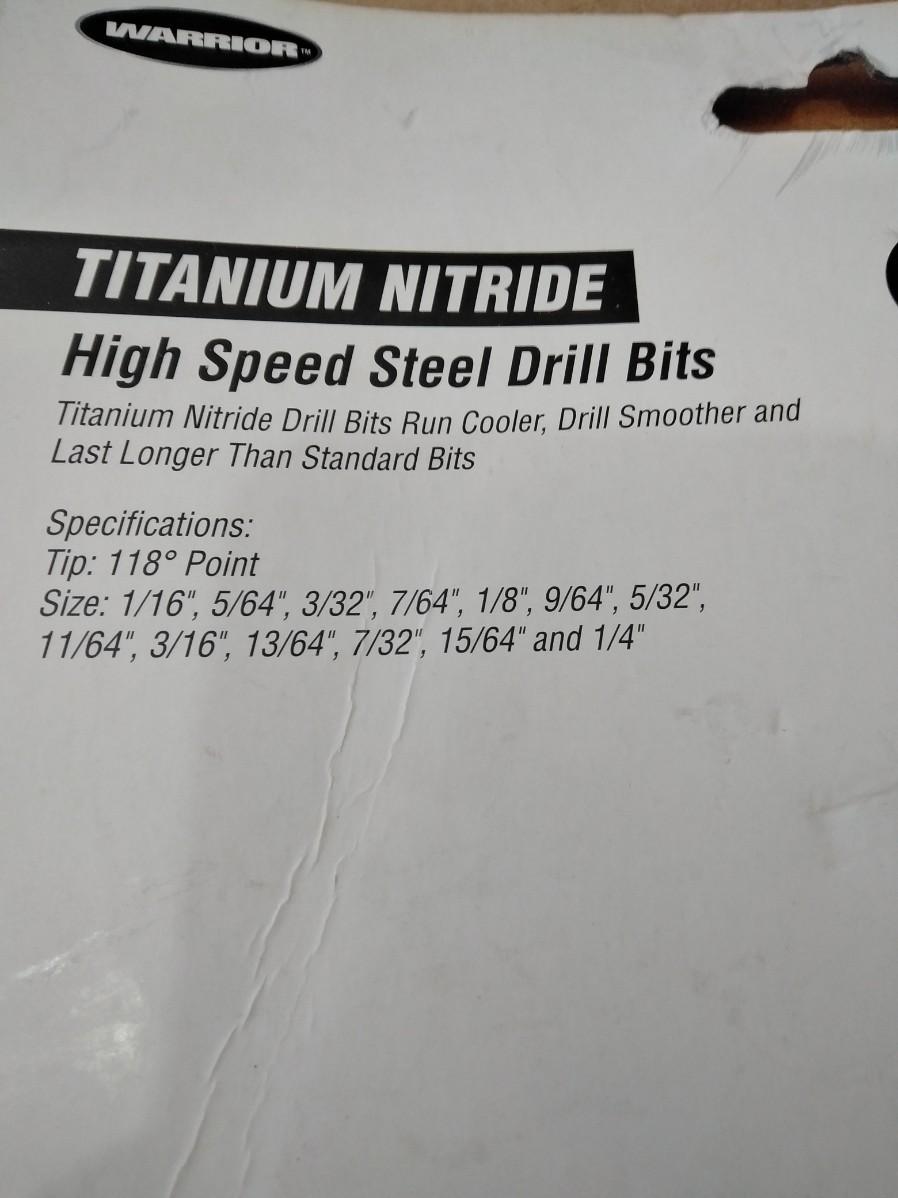 WARRIOR™
TITANIUM NITRIDE
High Speed Steel Drill Bits
Titanium Nitride Drill Bits Run Cooler, Drill Smoother and
Last Longer Than Standard Bits
Specifications:
Tip: 118° Point
Size: 1/16", 5/64", 3/32", 7/64", 1/8", 9/64", 5/32",
11/64", 3/16", 13/64", 7/32", 15/64" and 1/4"